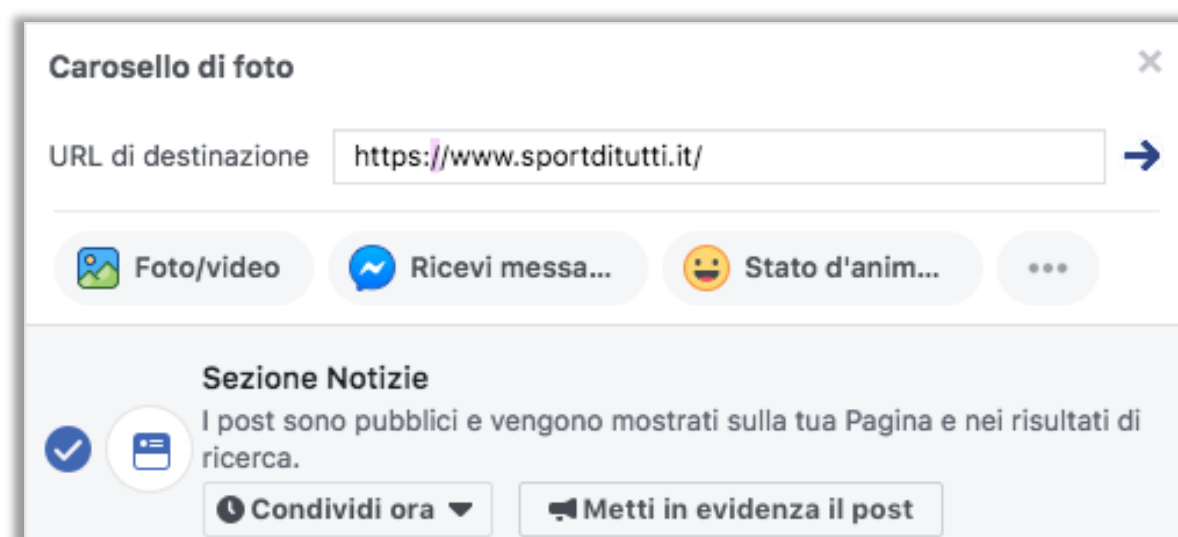 Carosello di foto
URL di destinazione https://www.sportditutti.it/
Foto/video Ricevi messa... Stato d'anim...
Sezione Notizie
I post sono pubblici e vengono mostrati sulla tua Pagina e nei risultati di
ricerca.
Condividi ora Metti in evidenza il post